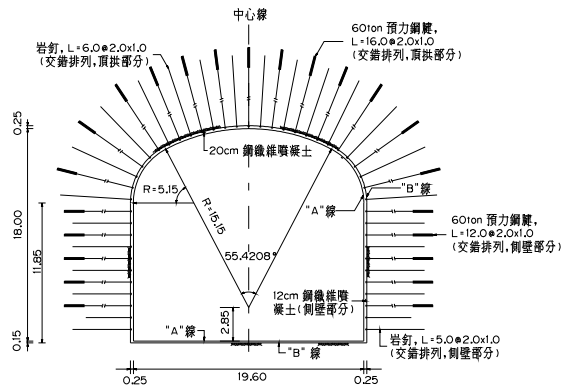 中心線
60ton 預力鋼腱,
L=16.0@2.0x1.0
(交錯排列,頂拱部分)
岩釘, L=6.0@2.0x1.0
(交錯排列,頂拱部分)
0.25
20cm 鋼纖維噴凝土
R=5.15
R=15.15
"B"線
"A"線
18.00
11.85
60ton 預力鋼腱,
L=12.0@2.0x1.0
(交錯排列,側壁部分)
55.4208°
12cm 鋼纖維噴
凝土(側壁部分)
2.85
"A"線
"B" 線
0.15
岩釘, L=5.0@2.0x1.0
(交錯排列,側壁部分)
0.25
19.60
0.25